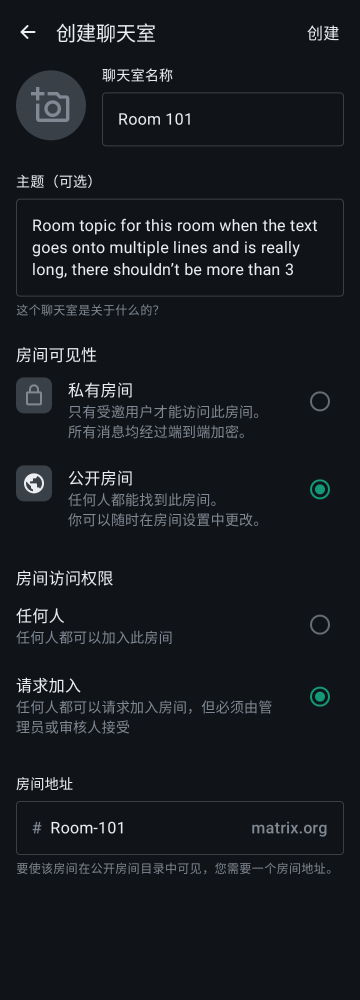 创建聊天室
创建
聊天室名称
Room 101
主题（可选）
Room topic for this room when the text
goes onto multiple lines and is really
long, there shouldn’t be more than 3
这个聊天室是关于什么的？
房间可见性
私有房间
只有受邀用户才能访问此房间。
所有消息均经过端到端加密。
公开房间
任何人都能找到此房间。
你可以随时在房间设置中更改。
房间访问权限
任何人
任何人都可以加入此房间
请求加入
任何人都可以请求加入房间，但必须由管
理员或审核人接受
房间地址
# Room-101 matrix.org
要使该房间在公开房间目录中可见，您需要一个房间地址。